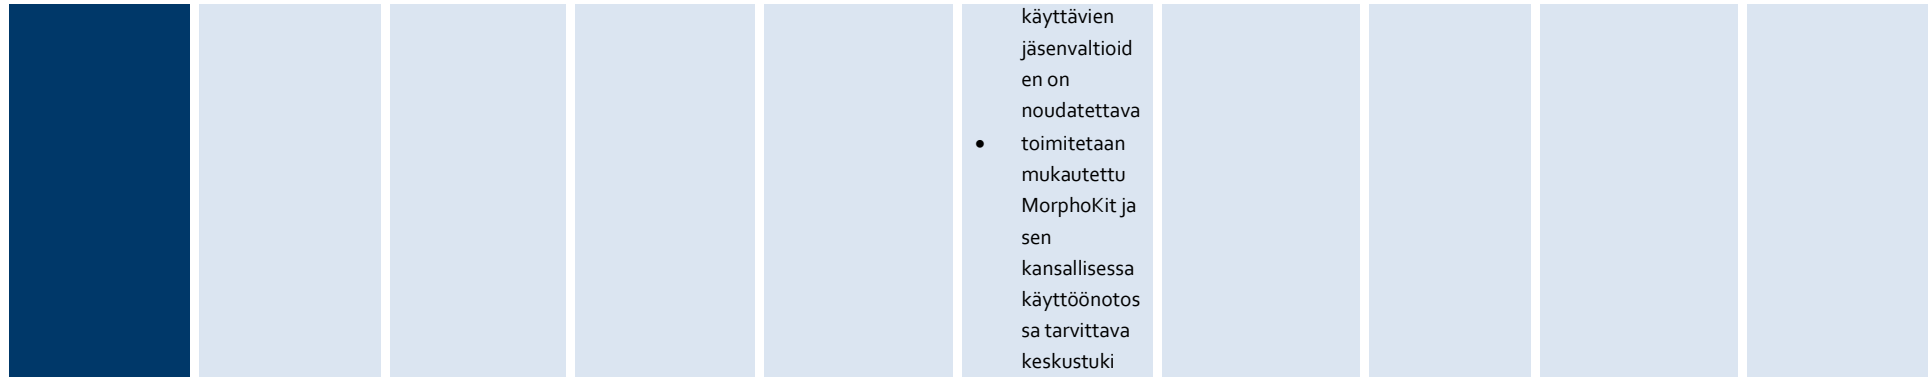 käyttävien
jäsenvaltioid
en on
noudatettava
• toimitetaan
mukautettu
MorphoKit ja
sen
kansallisessa
käyttöönotos
sa tarvittava
keskustuki